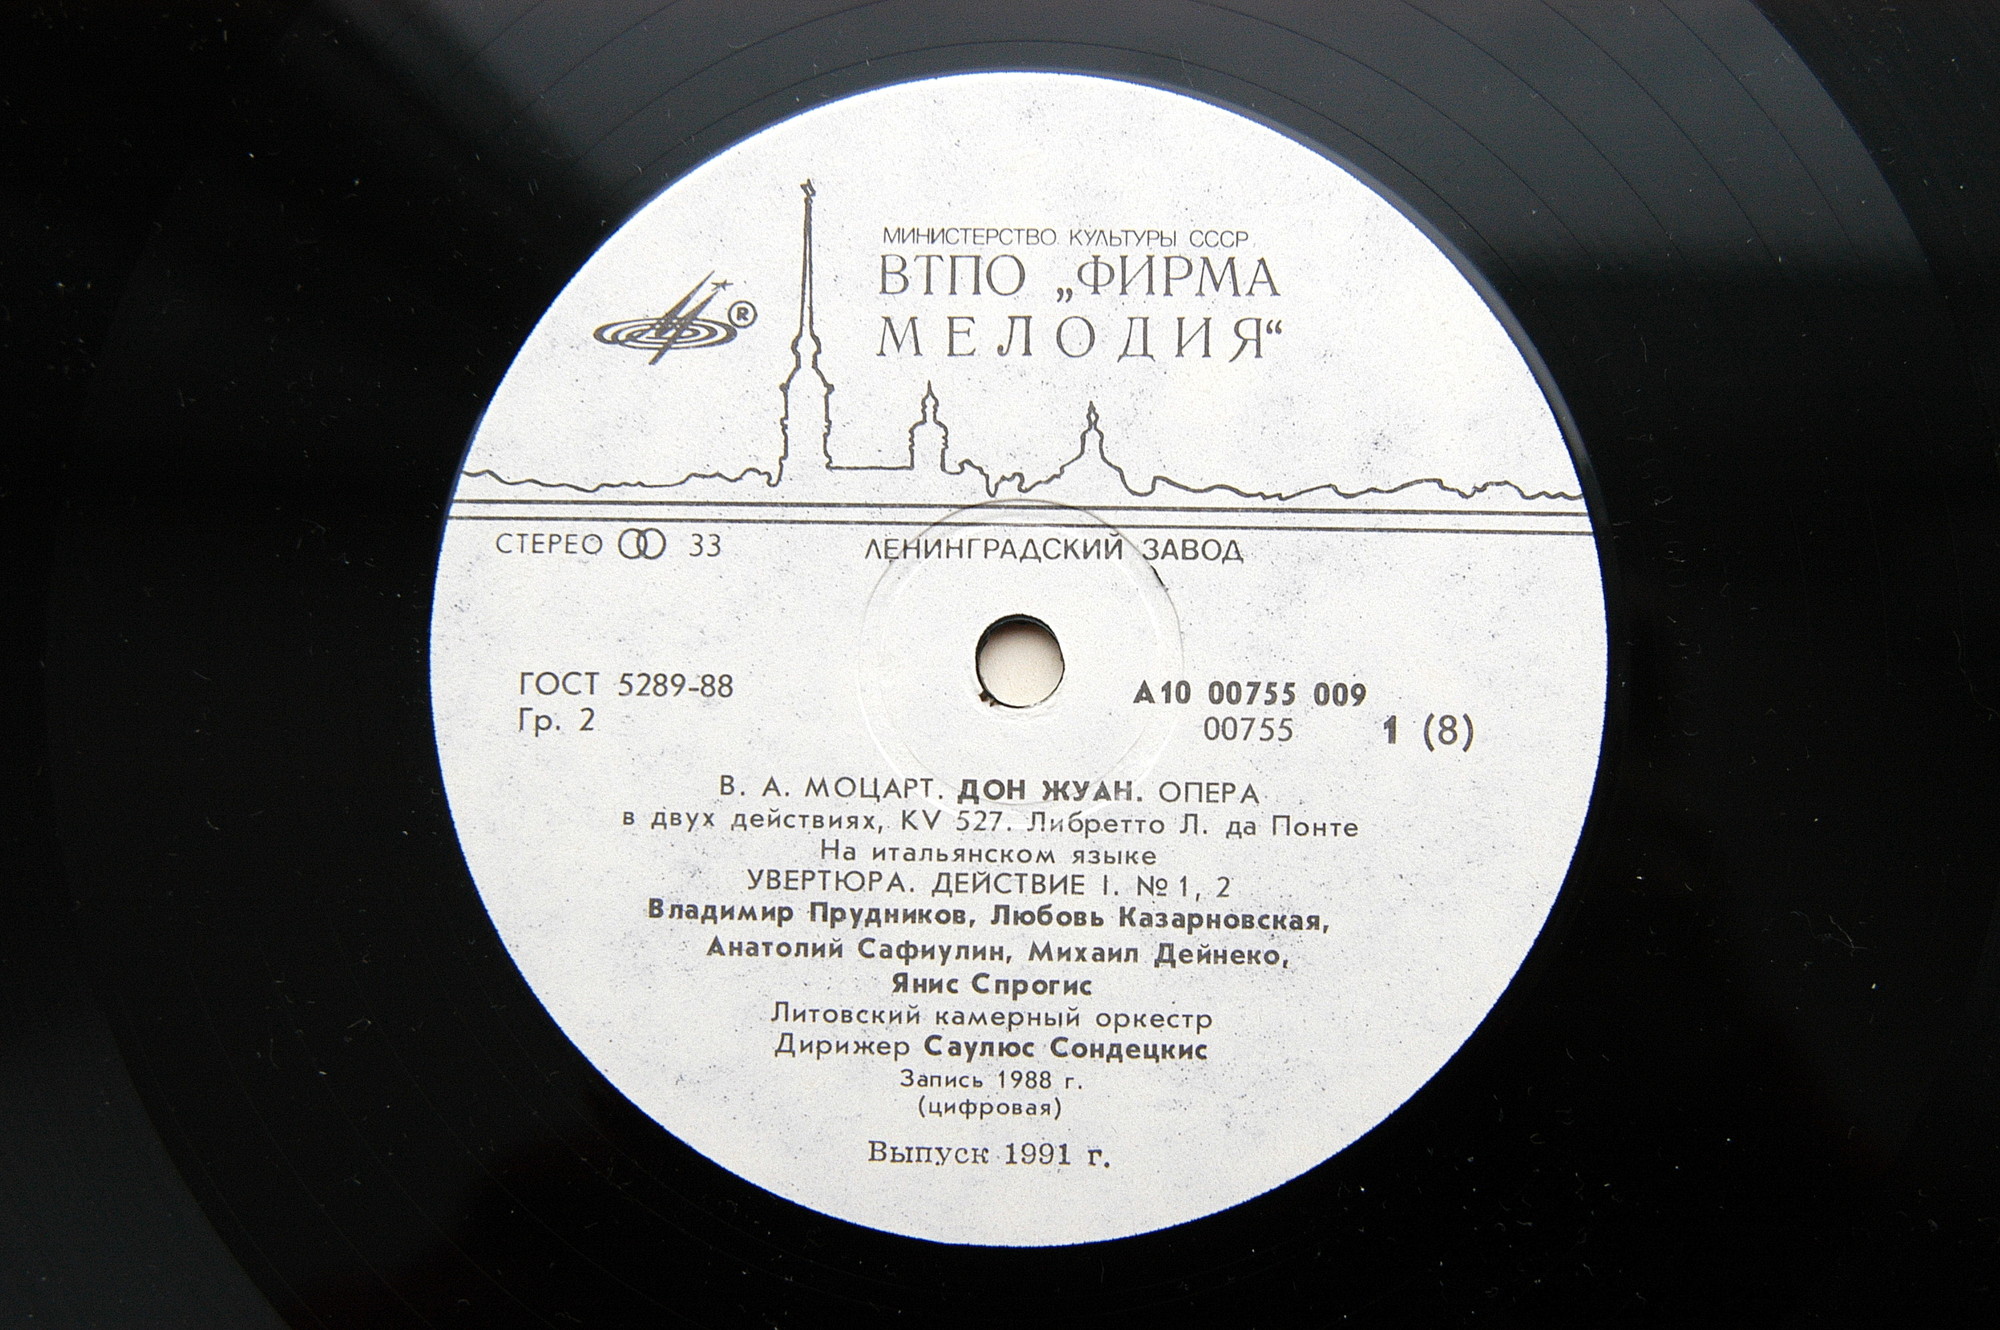 МИНИСТЕРСТВО КУЛЬТУРЫ СССР
ВТПО „ФИРМА
МЕЛОДИЯ“
®
СТЕРЕО 33
ЛЕНИНГРАДСКИЙ ЗАВОД
ГОСТ 5289-88
Гр. 2
А10 00755 009
00755 1 (8)
В. А. МОЦАРТ. ДОН ЖУАН. ОПЕРА
в двух действиях, KV 527. Либретто Л. да Понте
На итальянском языке
УВЕРТЮРА. ДЕЙСТВИЕ I. № 1, 2
Владимир Прудников, Любовь Казарновская,
Анатолий Сафиулин, Михаил Дейнеко,
Янис Спрогис
Литовский камерный оркестр
Дирижер Саулюс Сондецкис
Запись 1988 г.
(цифровая)
Выпуск 1991 г.